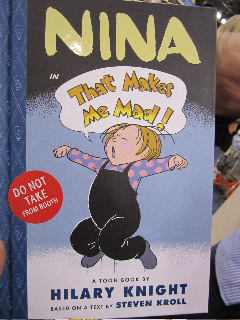 NINA
IN
That Makes
Me Mad!
DO NOT
TAKE
FROM BOOTH
A TOON BOOK BY
HILARY KNIGHT
BASED ON A TEXT BY STEVEN KROLL